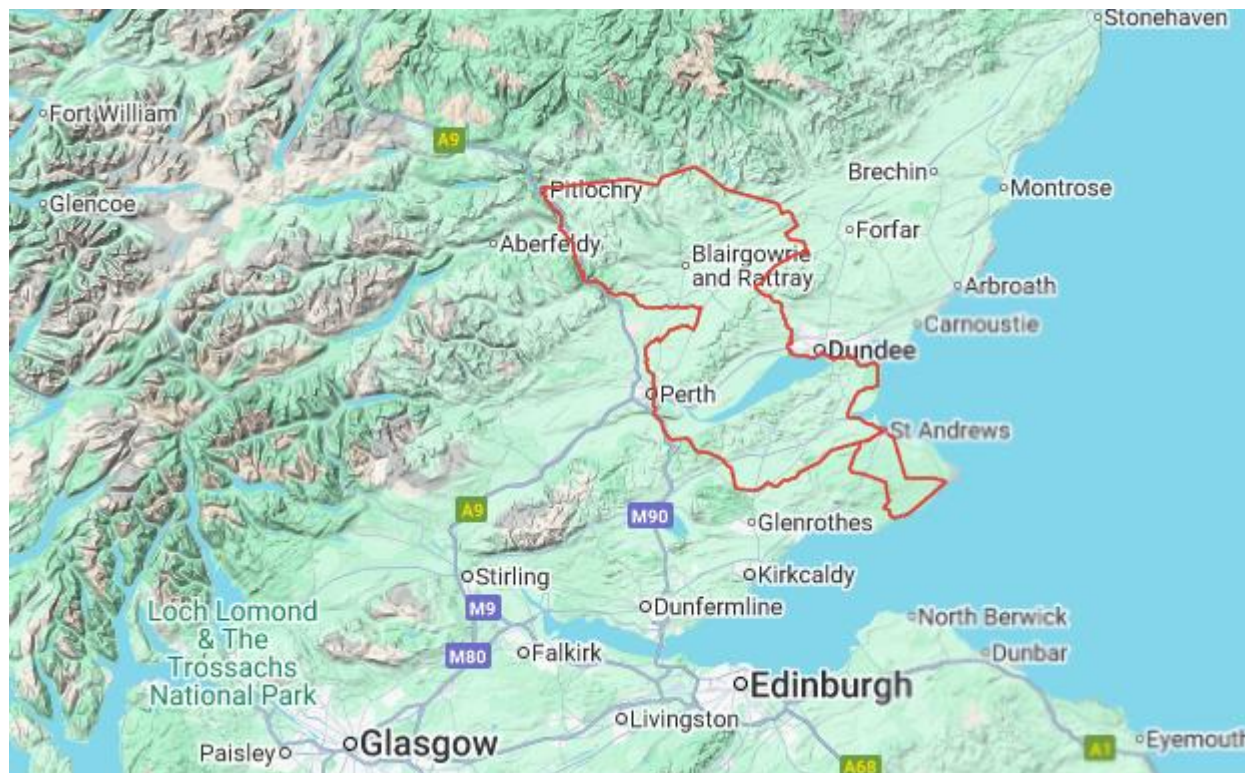 Stonehaven
Fort William
A9
Brechin
Pitlochry
Montrose
Glencoe
Forfar
Aberfeldy
Blairgowrie
and Rattray
Arbroath
Carnoustie
Dundee
Perth
St Andrews
A9
M90
Glenrothes
Stirling
Kirkcaldy
M9
Dunfermline
Loch Lomond
& The
Trossachs
National Park
North Berwick
M80
Falkirk
Dunbar
Edinburgh
Livingston
Glasgow
Paisley
A1
Eyemouth
A68